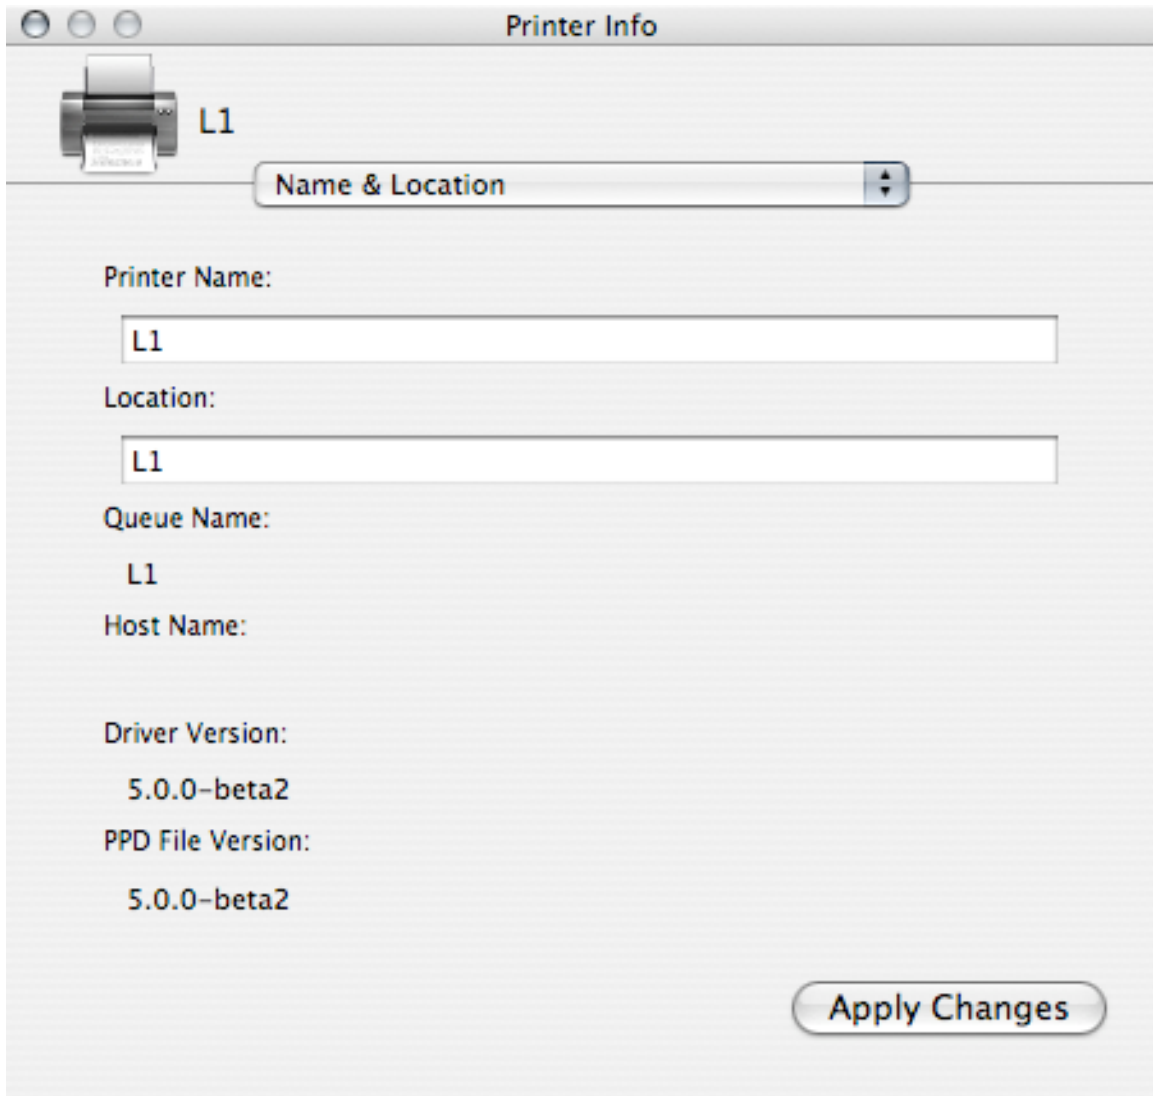 Printer Info
L1
Name & Location
Printer Name:
L1
Location:
L1
Queue Name:
L1
Host Name:
Driver Version:
5.0.0-beta2
PPD File Version:
5.0.0-beta2
Apply Changes